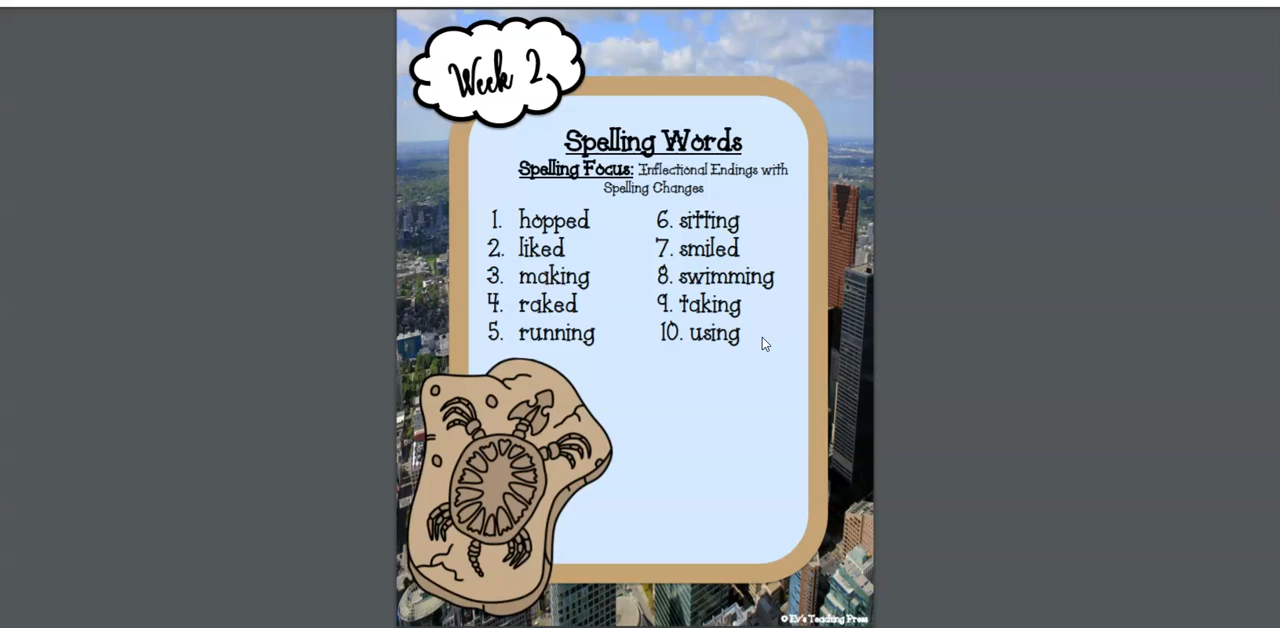 Week 2
Spelling Words
Spelling Focus: Inflectional Endings with
Spelling Changes
1. hopped
2. liked
3. making
4. raked
5. running
6. sitting
7. smiled
8. swimming
9. taking
10. using
© EV's Teaching Press